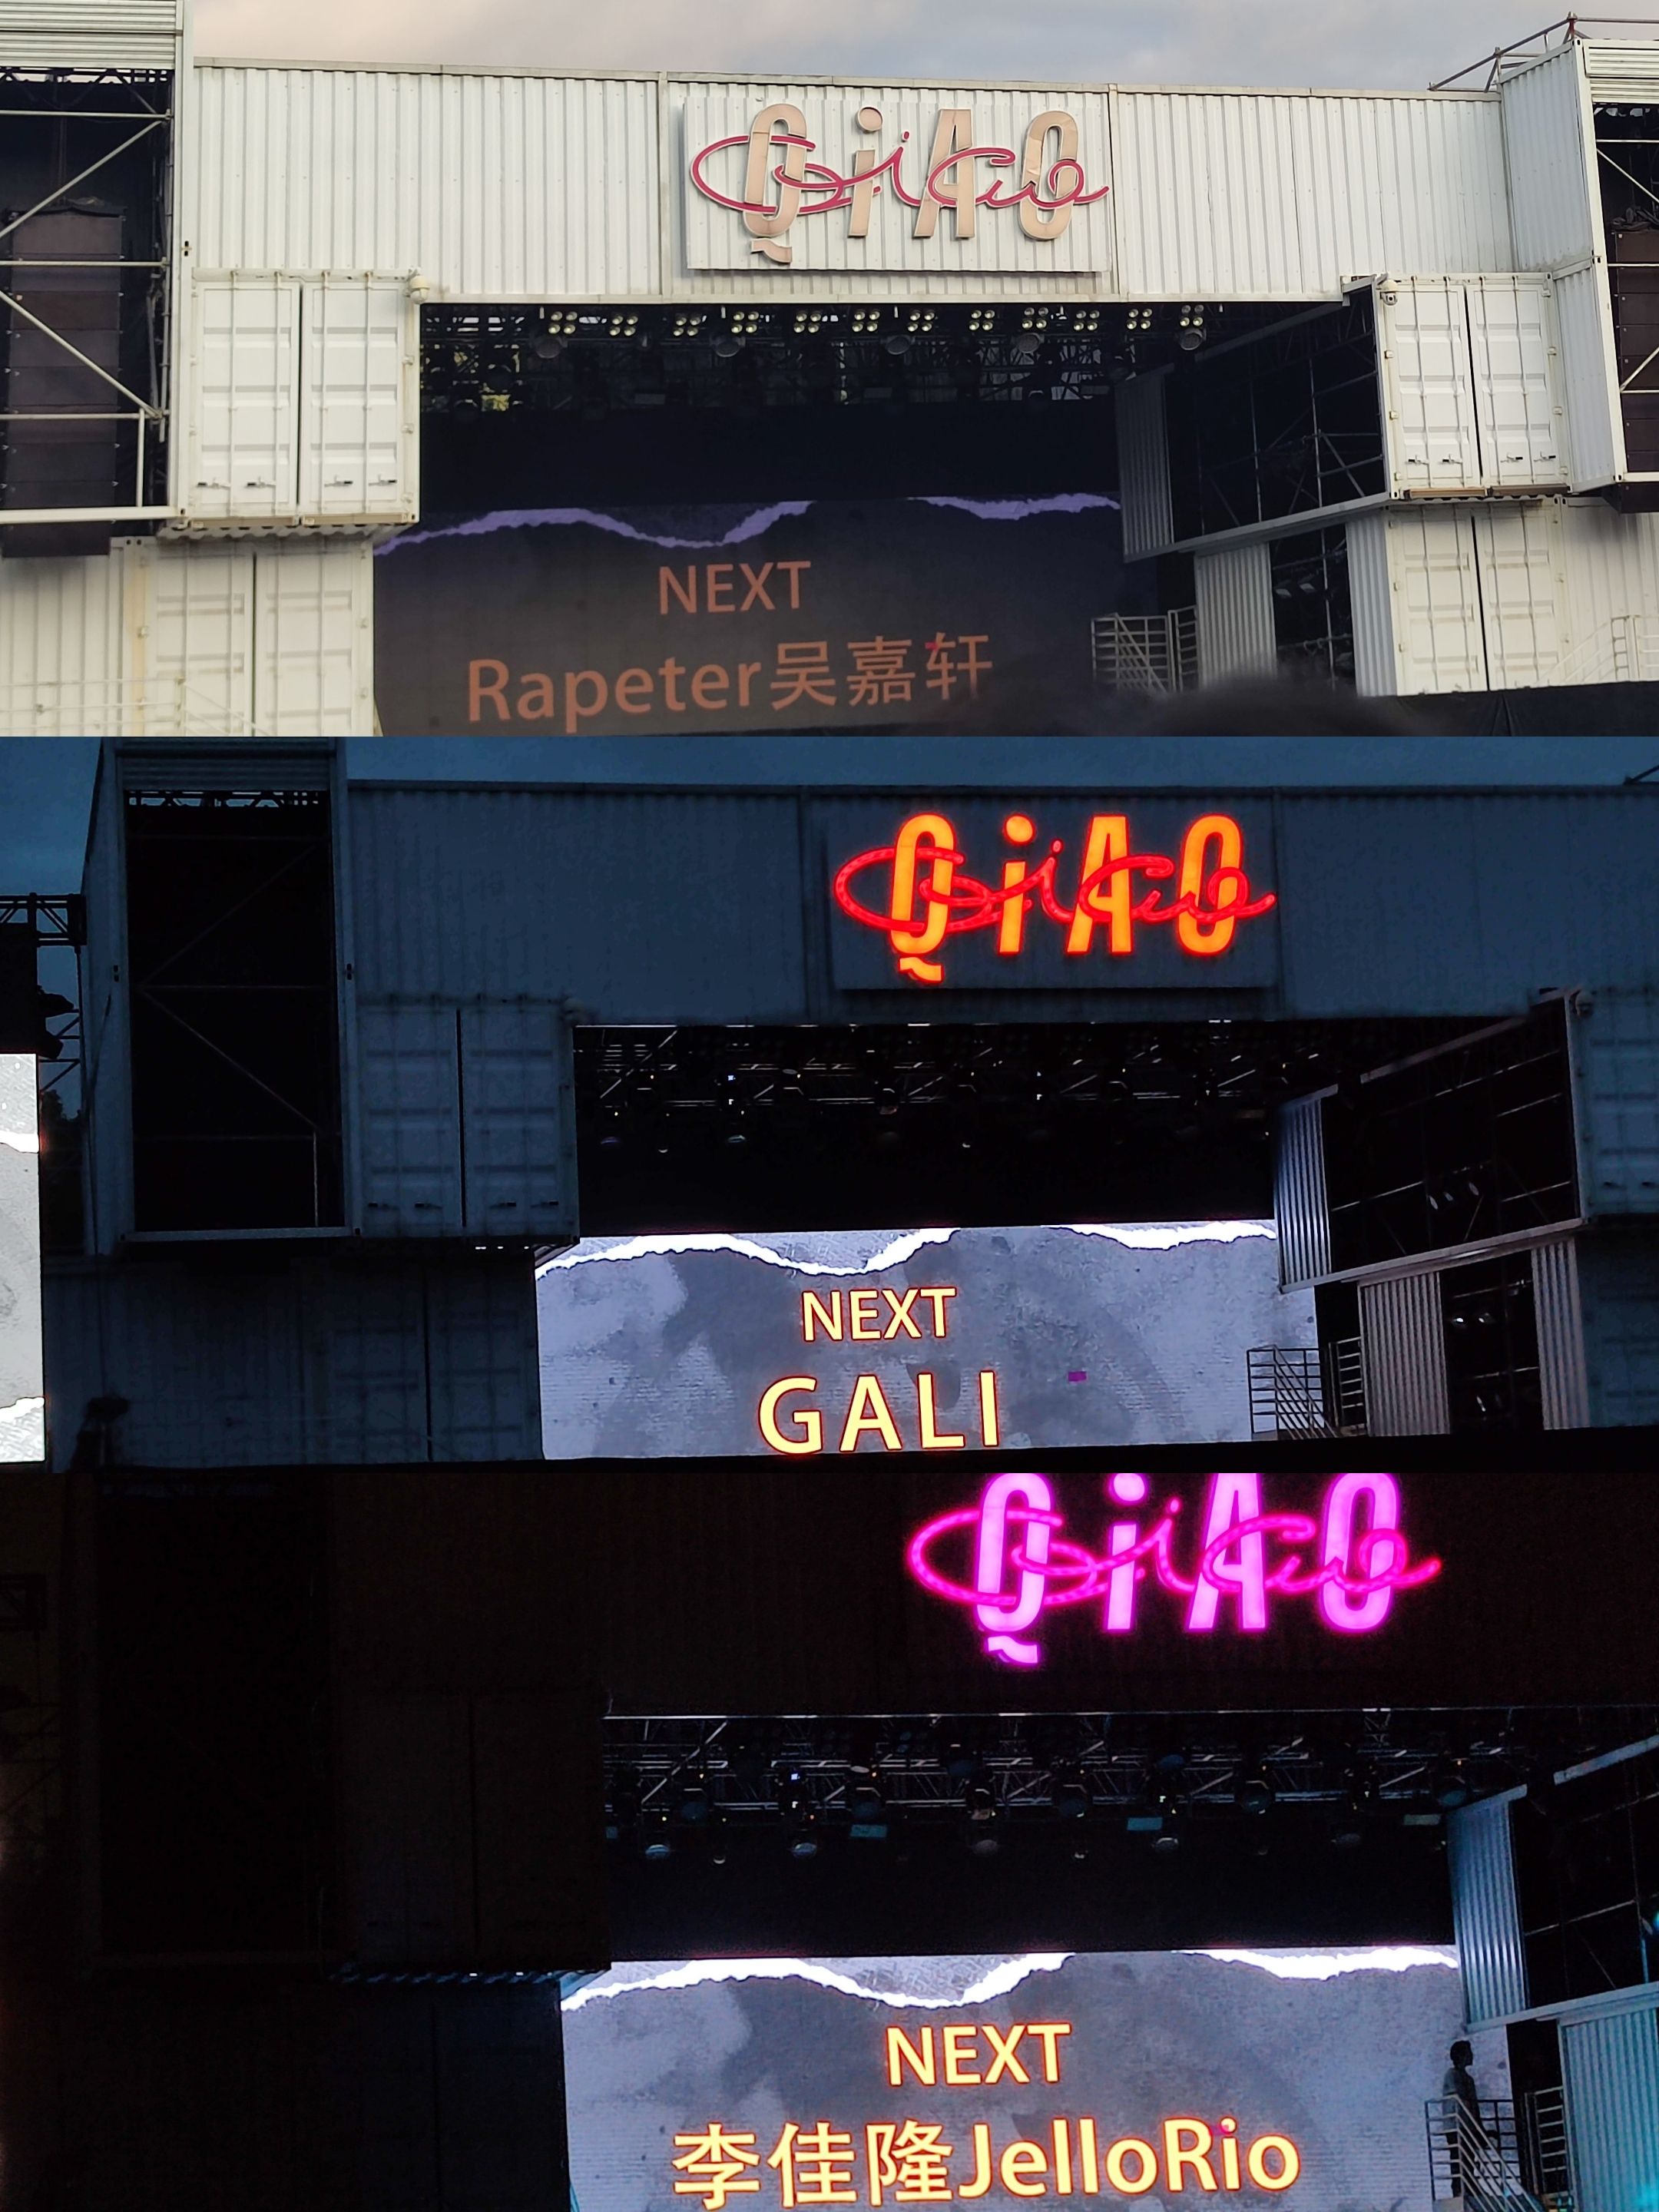 QiAO
NEXT
Rapeter吴嘉轩
QiAO
NEXT
GALI
QiAO
NEXT
李佳隆JelloRio